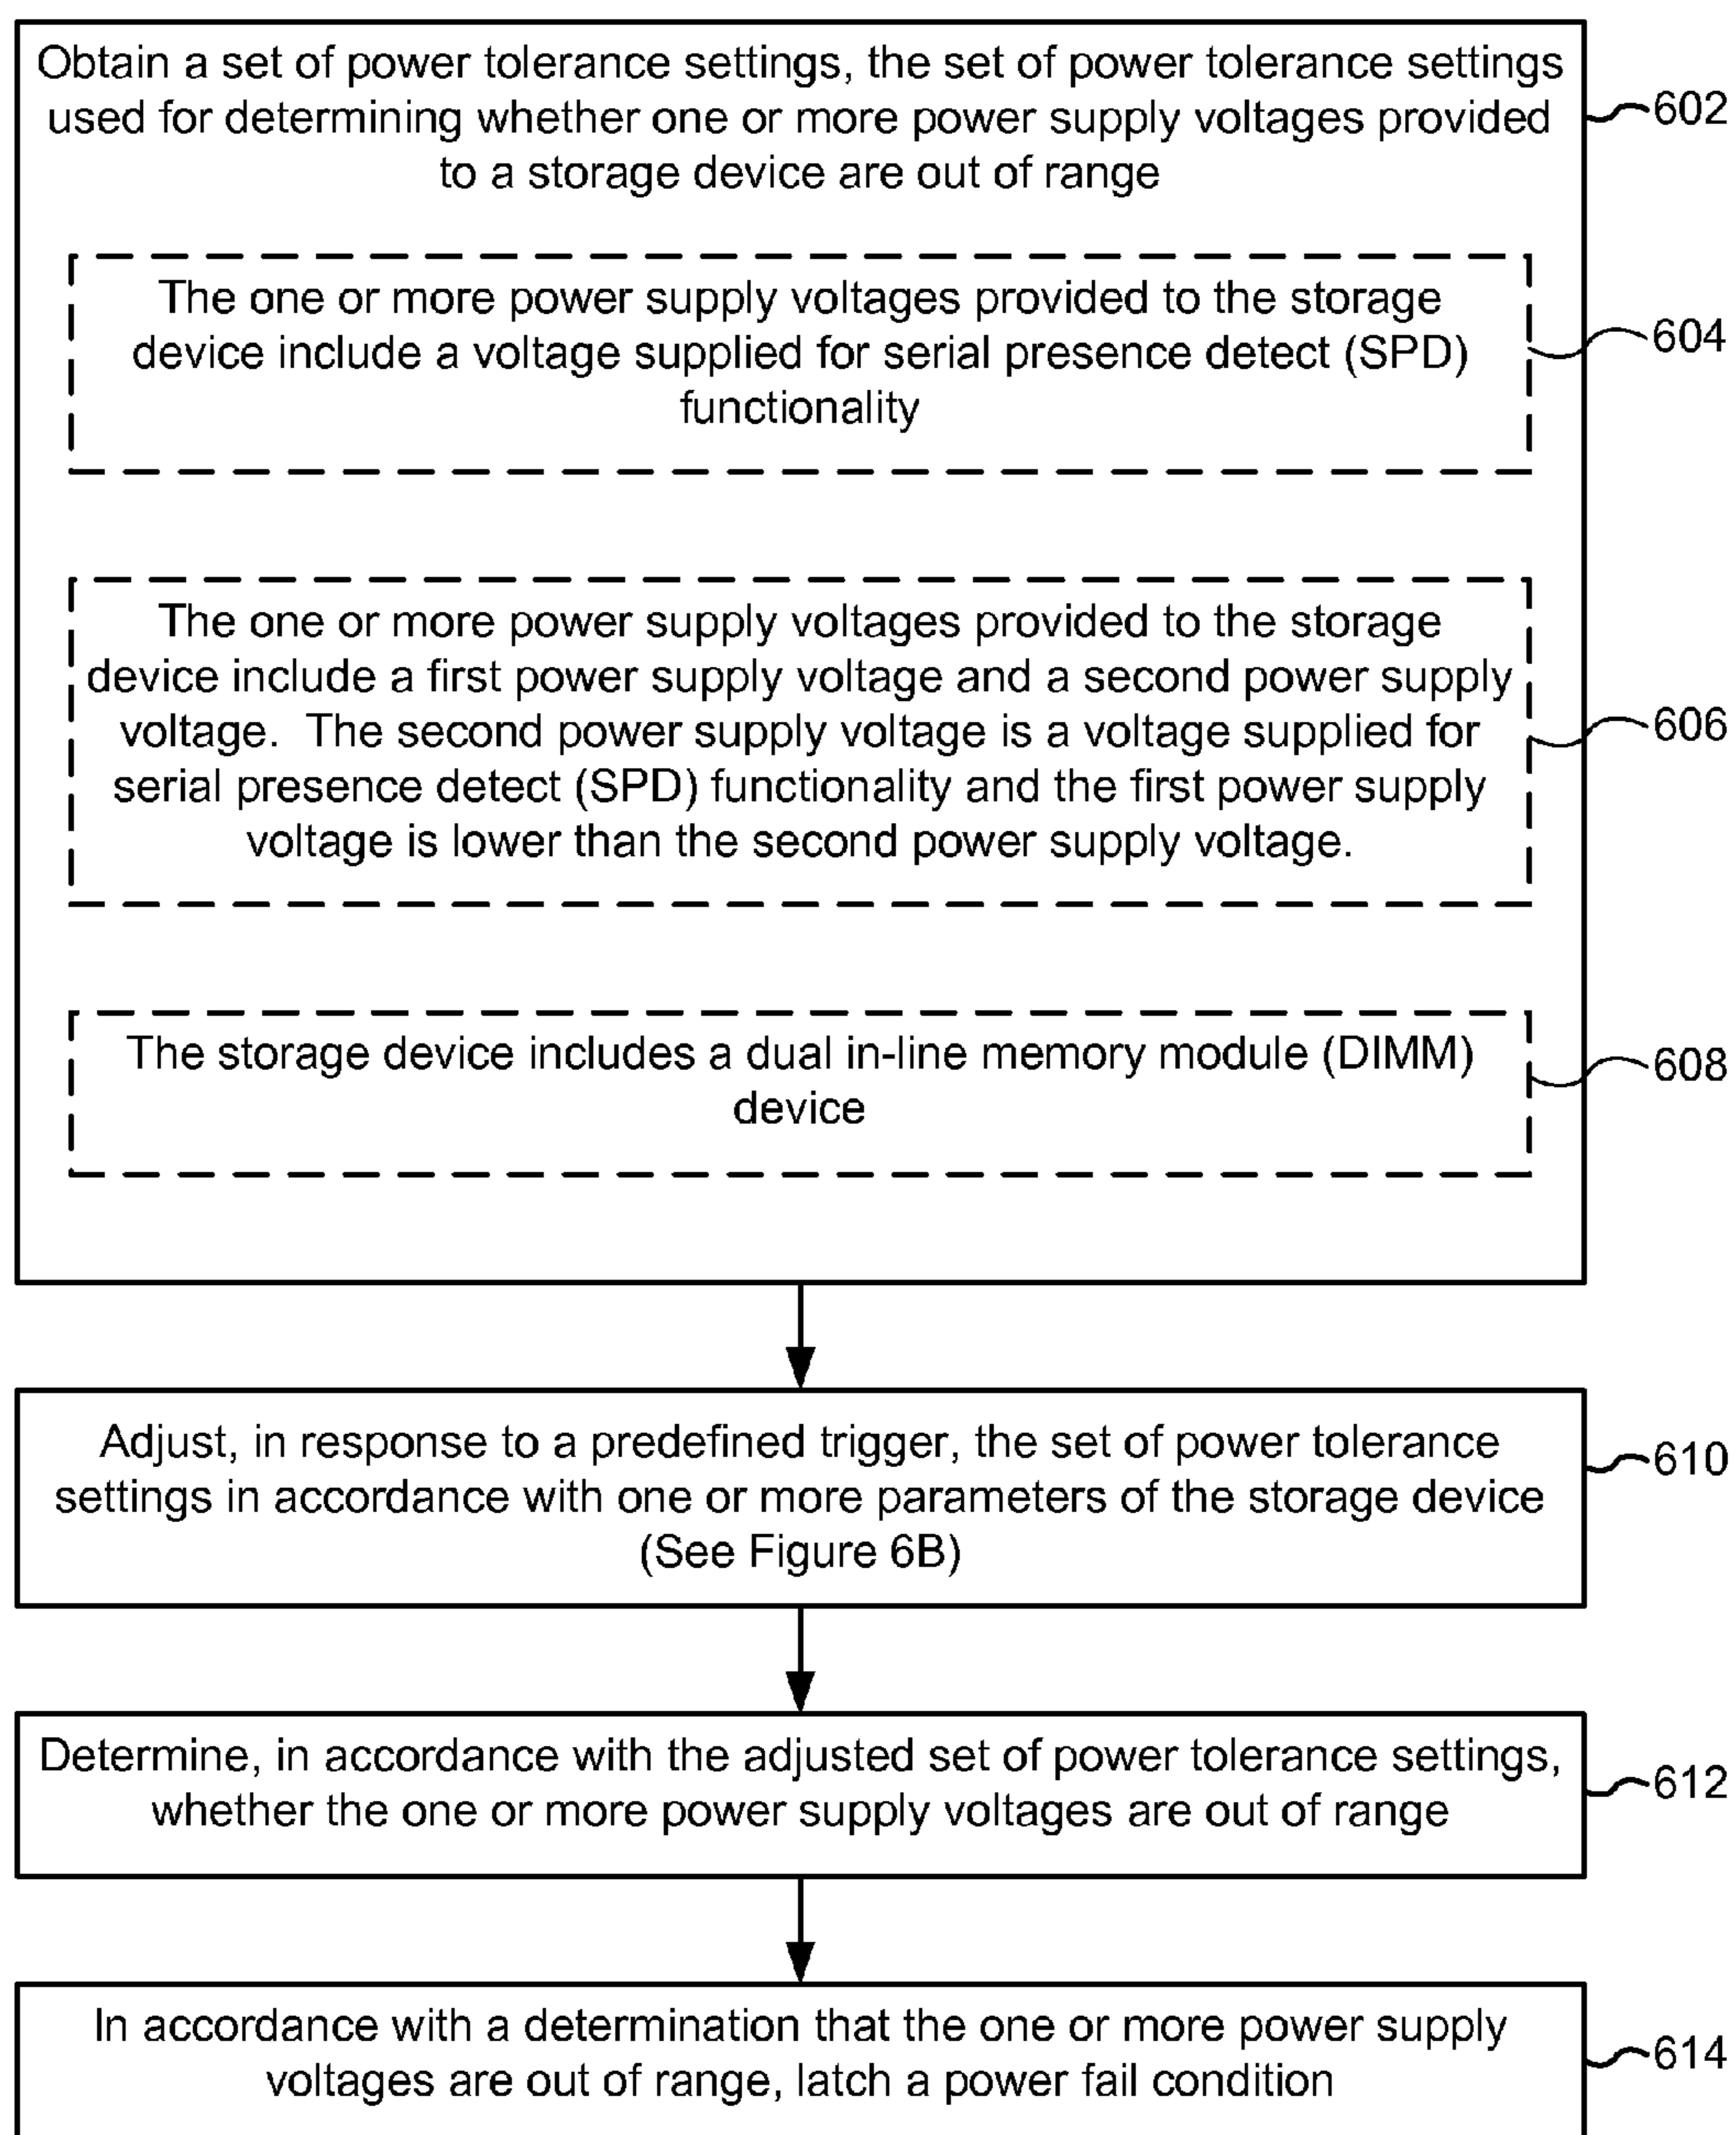 Obtain a set of power tolerance settings, the set of power tolerance settings
used for determining whether one or more power supply voltages provided
to a storage device are out of range
602
The one or more power supply voltages provided to the storage
device include a voltage supplied for serial presence detect (SPD)
functionality
604
The one or more power supply voltages provided to the storage
device include a first power supply voltage and a second power supply
voltage. The second power supply voltage is a voltage supplied for
serial presence detect (SPD) functionality and the first power supply
voltage is lower than the second power supply voltage.
606
The storage device includes a dual in-line memory module (DIMM)
device
608
Adjust, in response to a predefined trigger, the set of power tolerance
settings in accordance with one or more parameters of the storage device
(See Figure 6B)
610
Determine, in accordance with the adjusted set of power tolerance settings,
whether the one or more power supply voltages are out of range
612
In accordance with a determination that the one or more power supply
voltages are out of range, latch a power fail condition
614